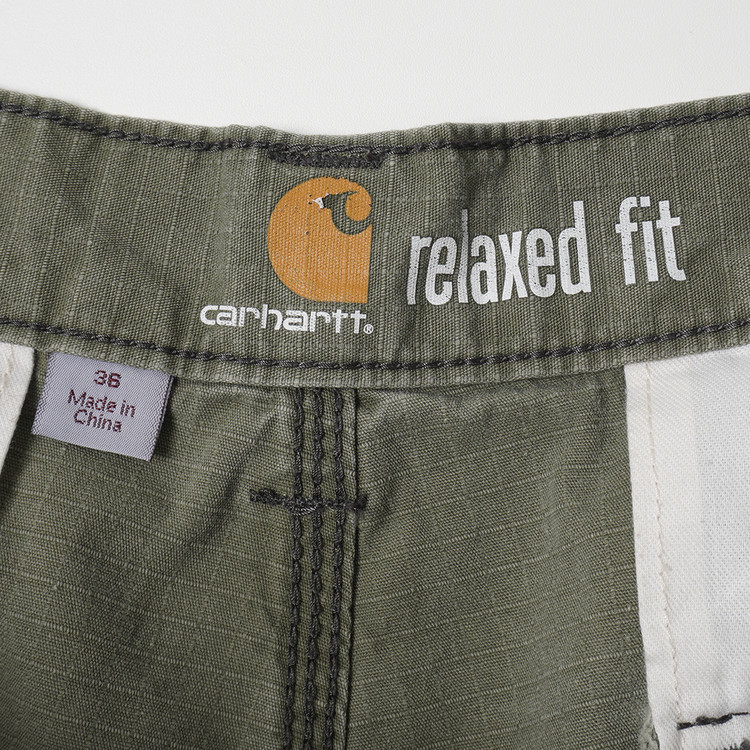 carhartt®
relaxed fit
36
Made in
China